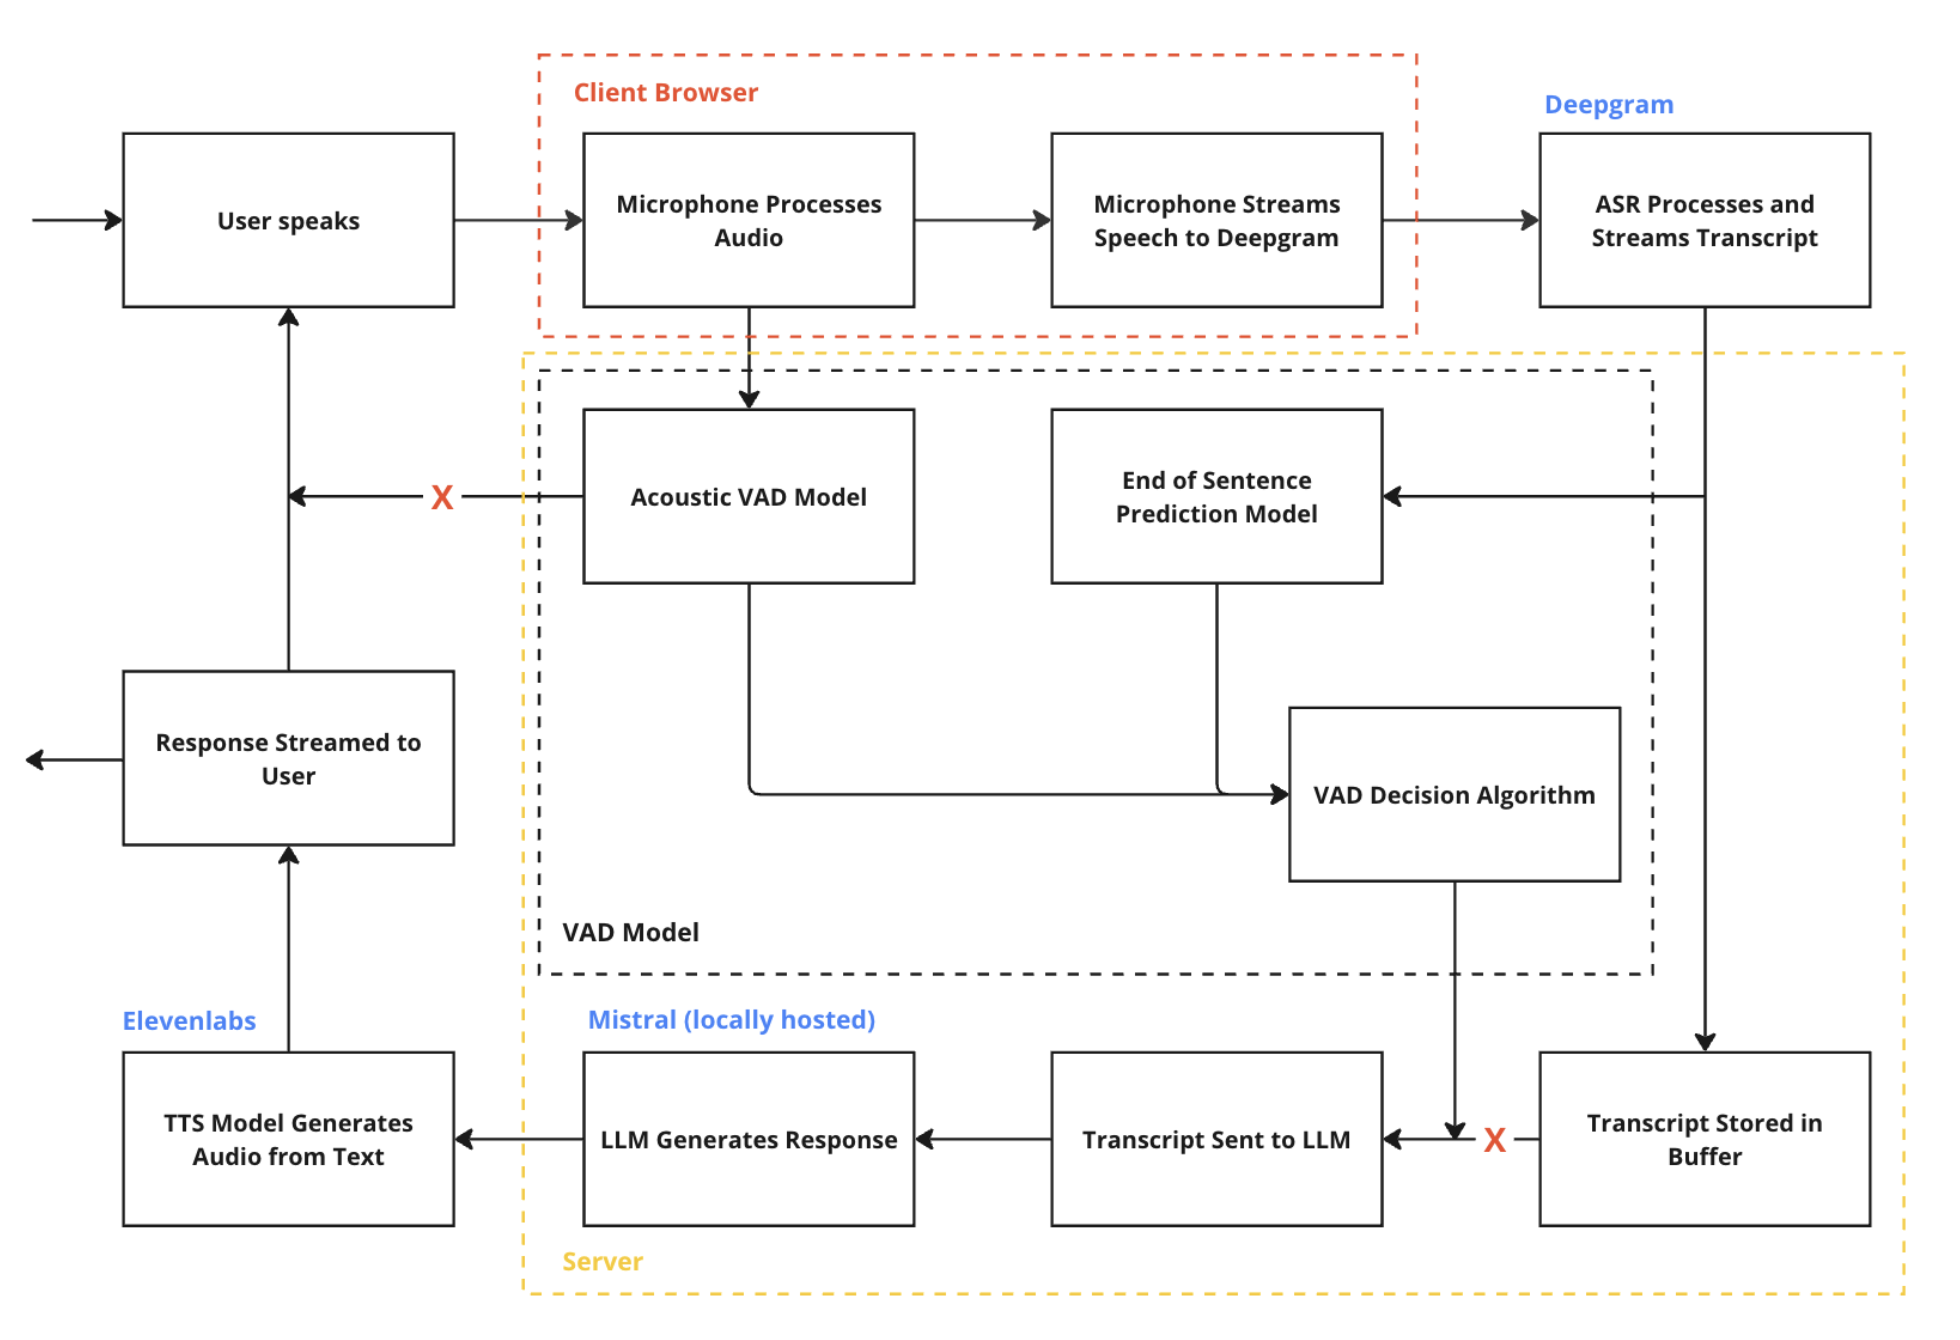 Client Browser
Deepgram
User speaks
Microphone Processes
Audio
Microphone Streams
Speech to Deepgram
ASR Processes and
Streams Transcript
X
Acoustic VAD Model
End of Sentence
Prediction Model
Response Streamed to
User
VAD Decision Algorithm
VAD Model
Elevenlabs
Mistral (locally hosted)
TTS Model Generates
Audio from Text
LLM Generates Response
Transcript Sent to LLM
X
Transcript Stored in
Buffer
Server